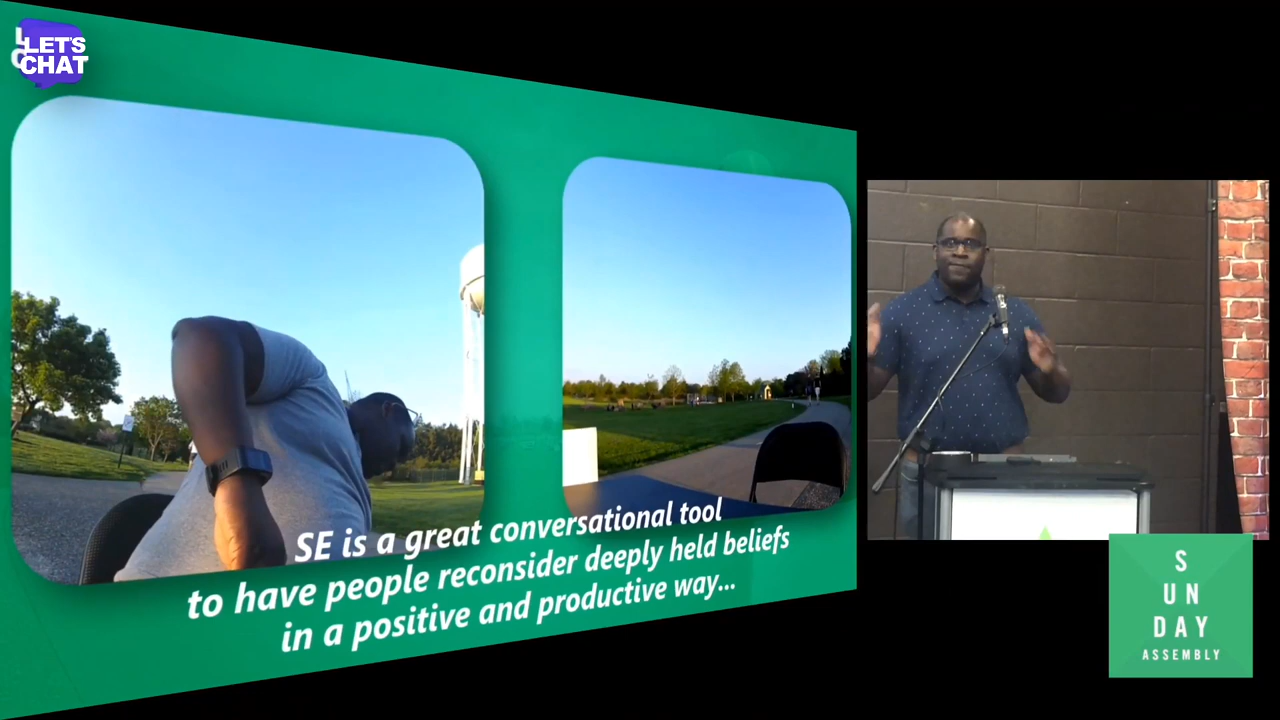 LET'S
CHAT
SE is a great conversational tool
to have people reconsider deeply held beliefs
in a positive and productive way...
S
UN
DAY
ASSEMBLY